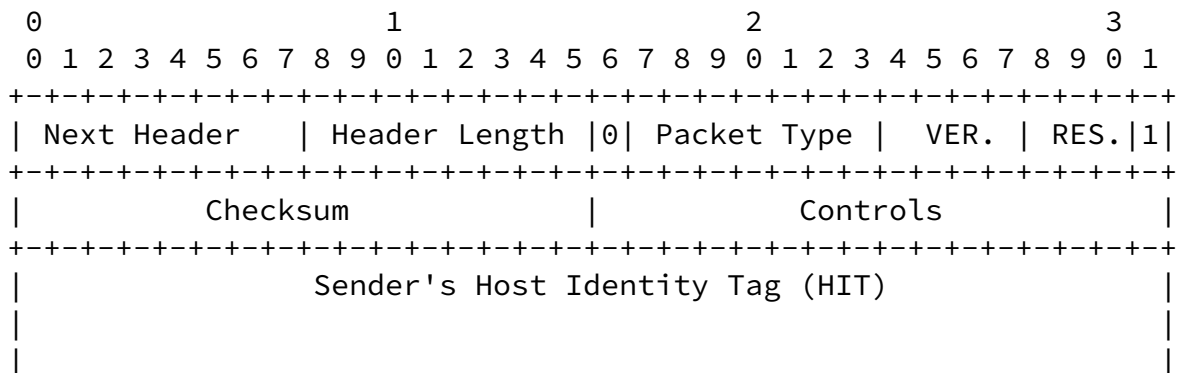 0                   1                   2                   3
 0 1 2 3 4 5 6 7 8 9 0 1 2 3 4 5 6 7 8 9 0 1 2 3 4 5 6 7 8 9 0 1
+-+-+-+-+-+-+-+-+-+-+-+-+-+-+-+-+-+-+-+-+-+-+-+-+-+-+-+-+-+-+-+-+
| Next Header   | Header Length |0| Packet Type |  VER. | RES.|1|
+-+-+-+-+-+-+-+-+-+-+-+-+-+-+-+-+-+-+-+-+-+-+-+-+-+-+-+-+-+-+-+-+
|          Checksum             |           Controls            |
+-+-+-+-+-+-+-+-+-+-+-+-+-+-+-+-+-+-+-+-+-+-+-+-+-+-+-+-+-+-+-+-+
|                Sender's Host Identity Tag (HIT)               |
|                                                               |
|                                                               |